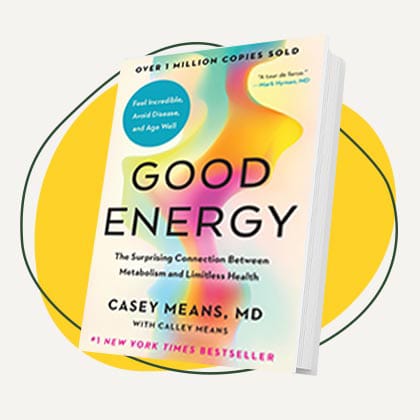 OVER 1 MILLION COPIES SOLD
"A tour de force."
—Mark Hyman, MD
Feel Incredible,
Avoid Disease,
and Age Well
GOOD
ENERGY
The Surprising Connection Between
Metabolism and Limitless Health
CASEY MEANS, MD
WITH CALLEY MEANS
#1 NEW YORK TIMES BESTSELLER